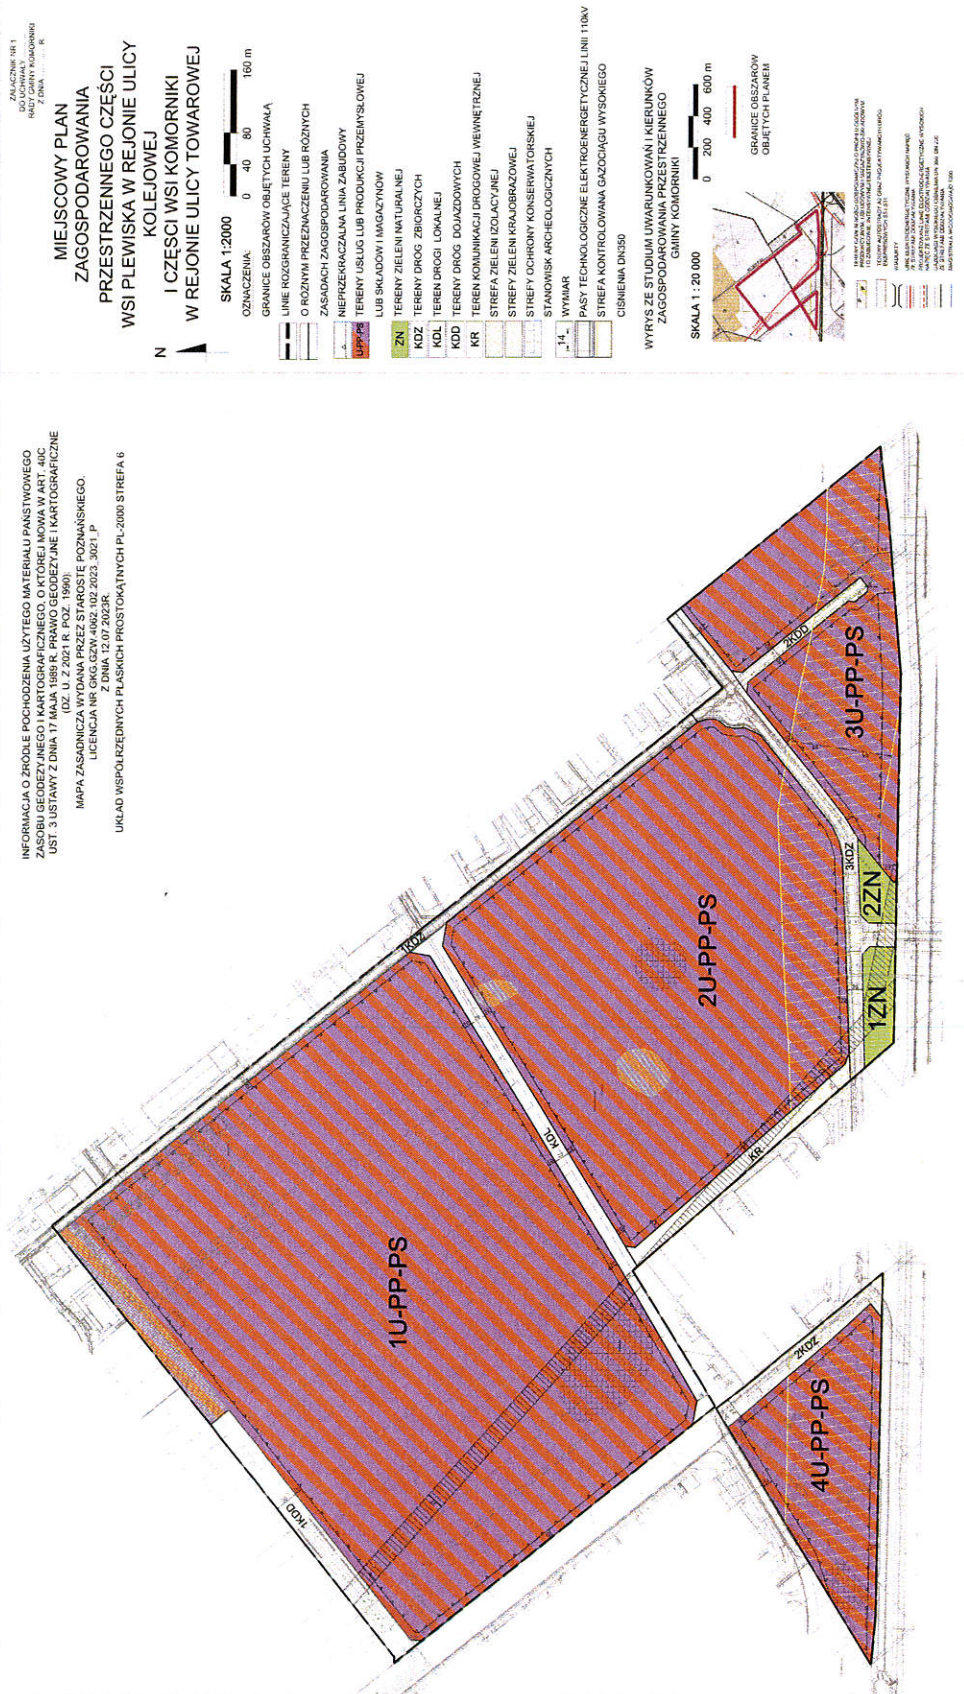 ZAŁĄCZNIK NR 1
DO UCHWAŁY
RADY GMINY KOMORNIKI
Z DNIA R.
MIEJSCOWY PLAN
ZAGOSPODAROWANIA
PRZESTRZENNEGO CZĘŚCI
WSI PLEWISKA W REJONIE ULICY
KOLEJOWEJ
I CZĘŚCI WSI KOMORNIKI
W REJONIE ULICY TOWAROWEJ
N
SKALA 1:2000
0 40 80 160 m
OZNACZENIA:
GRANICE OBSZARÓW OBJĘTYCH UCHWAŁĄ
LINIE ROZGRANICZAJĄCE TERENY
O RÓŻNYM PRZEZNACZENIU LUB RÓŻNYCH
ZASADACH ZAGOSPODAROWANIA
NIEPRZEKRACZALNA LINIA ZABUDOWY
U-PP-PS TERENY USŁUG LUB PRODUKCJI PRZEMYSŁOWEJ
LUB SKŁADÓW I MAGAZYNÓW
ZN TERENY ZIELENI NATURALNEJ
KDZ TERENY DRÓG ZBIORCZYCH
KDL TEREN DROGI LOKALNEJ
KDD TERENY DRÓG DOJAZDOWYCH
KR TEREN KOMUNIKACJI DROGOWEJ WEWNĘTRZNEJ
STREFA ZIELENI IZOLACYJNEJ
STREFY ZIELENI KRAJOBRAZOWEJ
STREFY OCHRONY KONSERWATORSKIEJ
STANOWISK ARCHEOLOGICZNYCH
14 WYMIAR
PASY TECHNOLOGICZNE ELEKTROENERGETYCZNEJ LINII 110kV
STREFA KONTROLOWANA GAZOCIĄGU WYSOKIEGO
CIŚNIENIA DN350
WYRYS ZE STUDIUM UWARUNKOWAŃ I KIERUNKÓW
ZAGOSPODAROWANIA PRZESTRZENNEGO
GMINY KOMORNIKI
SKALA 1 : 20 000
0 200 400 600 m
GRANICE OBSZARÓW
OBJĘTYCH PLANEM
INFORMACJA O ŹRÓDLE POCHODZENIA UŻYTEGO MATERIAŁU PAŃSTWOWEGO
ZASOBU GEODEZYJNEGO I KARTOGRAFICZNEGO, O KTÓREJ MOWA W ART. 40C
UST. 3 USTAWY Z DNIA 17 MAJA 1989 R. PRAWO GEODEZYJNE I KARTOGRAFICZNE
(DZ. U. Z 2021 R. POZ. 1990):
MAPA ZASADNICZA WYDANA PRZEZ STAROSTĘ POZNAŃSKIEGO.
LICENCJA NR GKG.GZW.4062.102.2023_3021_P
Z DNIA 12.07.2023R.
UKŁAD WSPÓŁRZĘDNYCH PŁASKICH PROSTOKĄTNYCH PL-2000 STREFA 6
1U-PP-PS
2U-PP-PS
3U-PP-PS
4U-PP-PS
1ZN
2ZN
1KDZ
2KDZ
3KDZ
KDL
KR
1KDD
2KDD